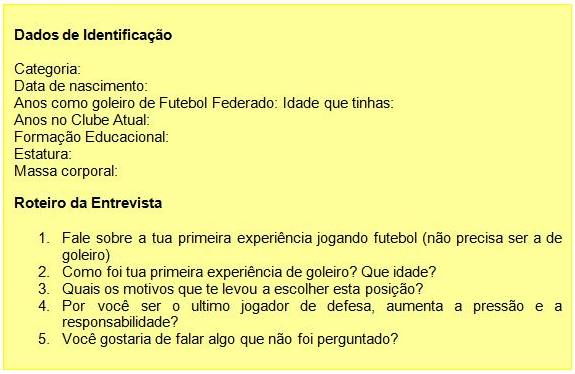 Dados de Identificação
Categoria:
Data de nascimento:
Anos como goleiro de Futebol Federado: Idade que tinhas:
Anos no Clube Atual:
Formação Educacional:
Estatura:
Massa corporal:
Roteiro da Entrevista
1. Fale sobre a tua primeira experiência jogando futebol (não precisa ser a de
goleiro)
2. Como foi tua primeira experiência de goleiro? Que idade?
3. Quais os motivos que te levou a escolher esta posição?
4. Por você ser o ultimo jogador de defesa, aumenta a pressão e a
responsabilidade?
5. Você gostaria de falar algo que não foi perguntado?